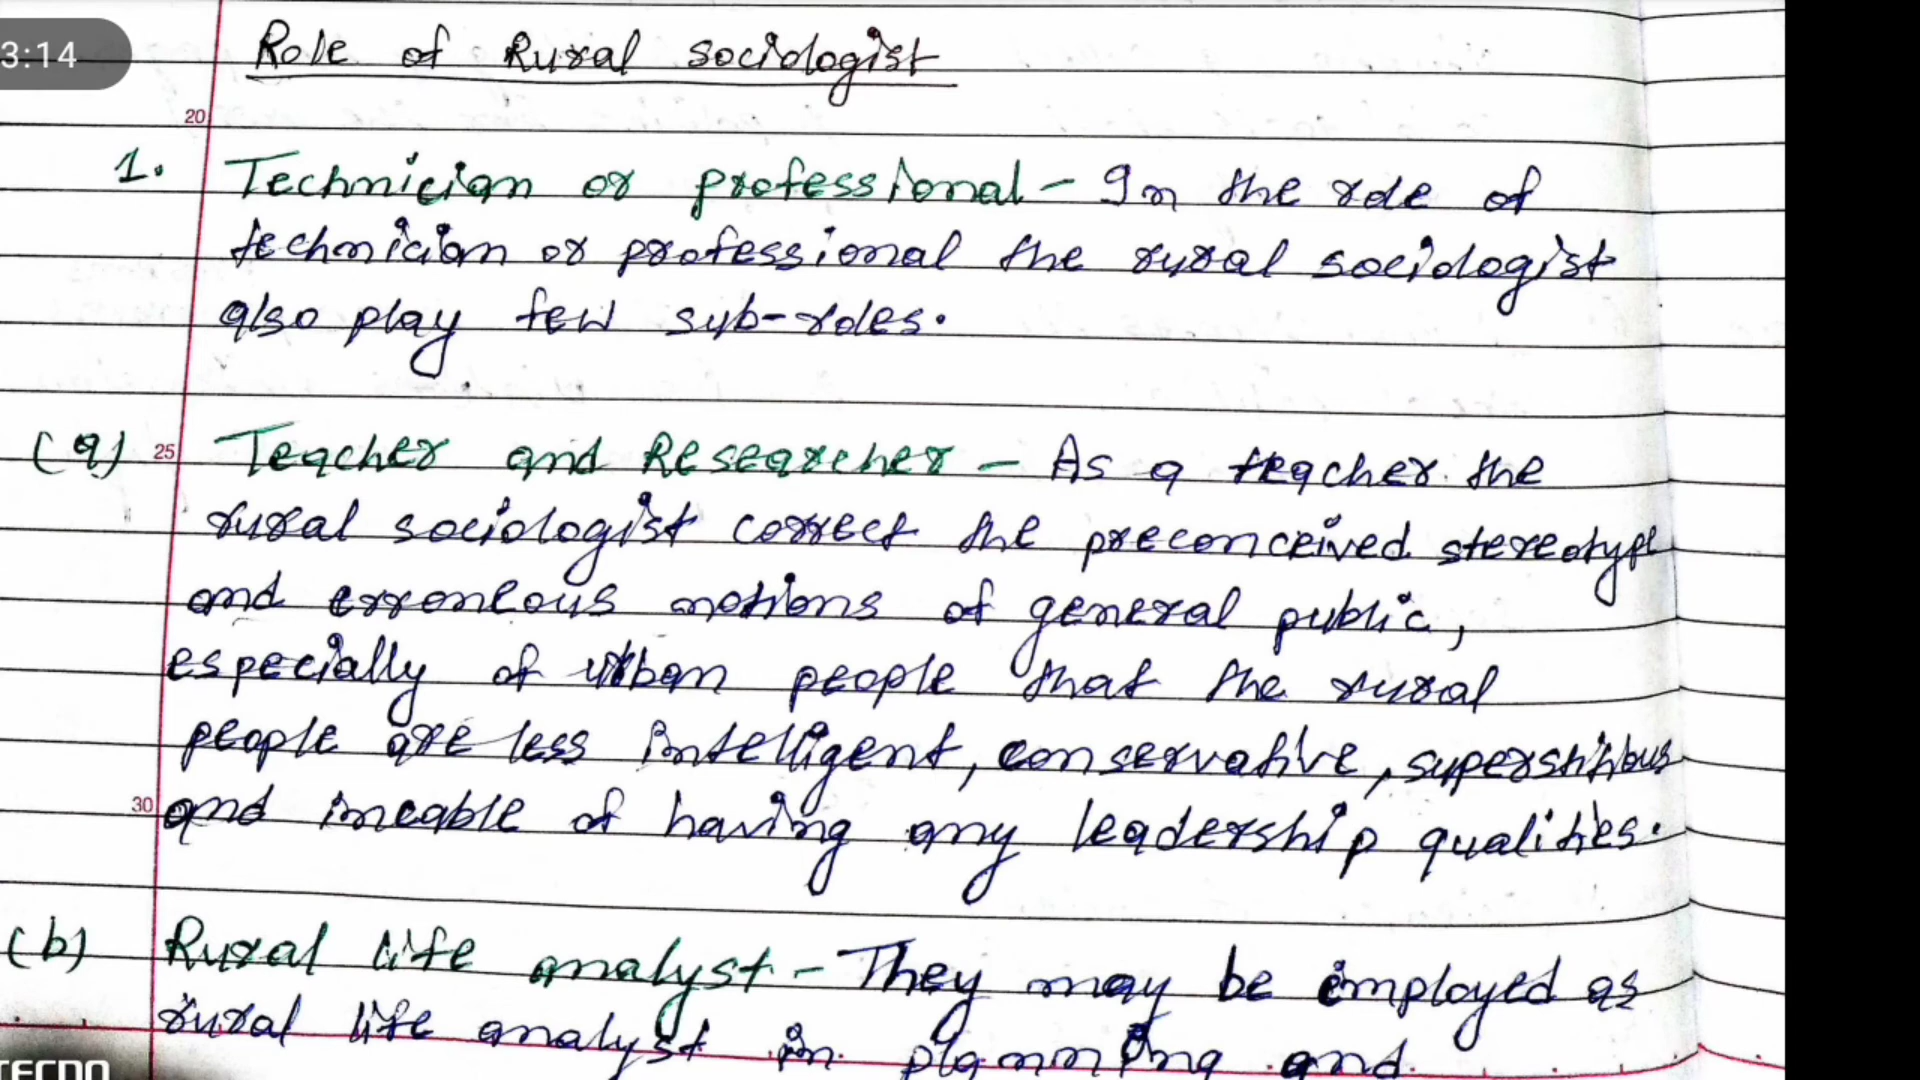 3:14
Role of Rural sociologist
20
1. Technician or professional - In the role of
technician or professional the rural sociologist
also play few sub-roles.
(a) 25 Teacher and Researcher - As a teacher the
rural sociologist correct the preconceived stereotype
and erroneous notions of general public,
especially of urban people that the rural
people are less intelligent, conservative, superstitious
30 and incable of having any leadership qualities.
(b) Rural life analyst - They may be employed as
rural life analyst in planning and
TECNO